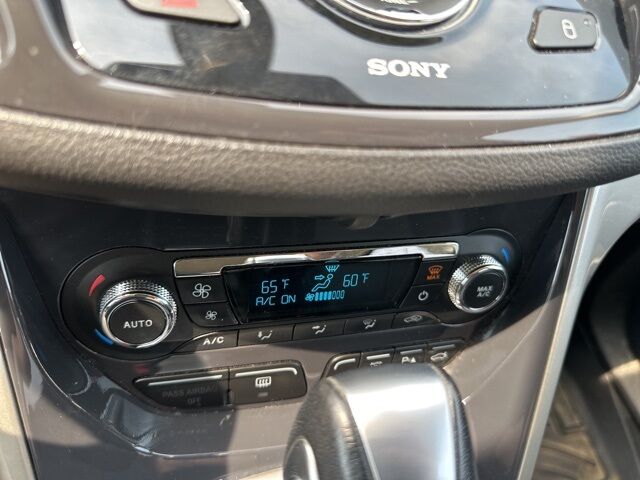 SONY
65°F 60°F
A/C ON
MAX
AUTO
MAX
A/C
A/C
PASS AIRBAG
OFF